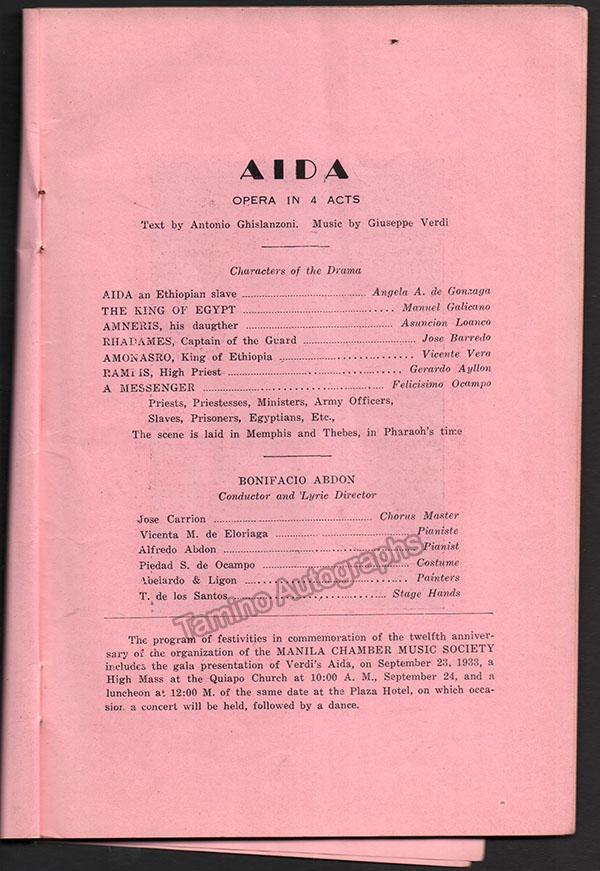 AIDA
OPERA IN 4 ACTS
Text by Antonio Ghislanzoni. Music by Giuseppe Verdi
Characters of the Drama
AIDA an Ethiopian slave ........ Angela A. de Gonzaga
THE KING OF EGYPT ........ Manuel Galicano
AMNERIS, his daugther ........ Asuncion Loanco
RHADAMES, Captain of the Guard ........ Jose Barredo
AMONASRO, King of Ethiopia ........ Vicente Vera
RAMFIS, High Priest ........ Gerardo Ayllon
A MESSENGER ........ Felicisimo Ocampo
Priests, Priestesses, Ministers, Army Officers,
Slaves, Prisoners, Egyptians, Etc.,
The scene is laid in Memphis and Thebes, in Pharaoh's time
BONIFACIO ABDON
Conductor and Lyric Director
Jose Carrion ........ Chorus Master
Vicenta M. de Eloriaga ........ Pianiste
Alfredo Abdon ........ Pianist
Piedad S. de Ocampo ........ Costume
Abelardo & Ligon ........ Painters
T. de los Santos ........ Stage Hands
Tamino Autographs
The program of festivities in commemoration of the twelfth anniver-
sary of the organization of the MANILA CHAMBER MUSIC SOCIETY
includes the gala presentation of Verdi's Aida, on September 23, 1933, a
High Mass at the Quiapo Church at 10:00 A. M., September 24, and a
luncheon at 12:00 M. of the same date at the Plaza Hotel, on which occa-
sion a concert will be held, followed by a dance.